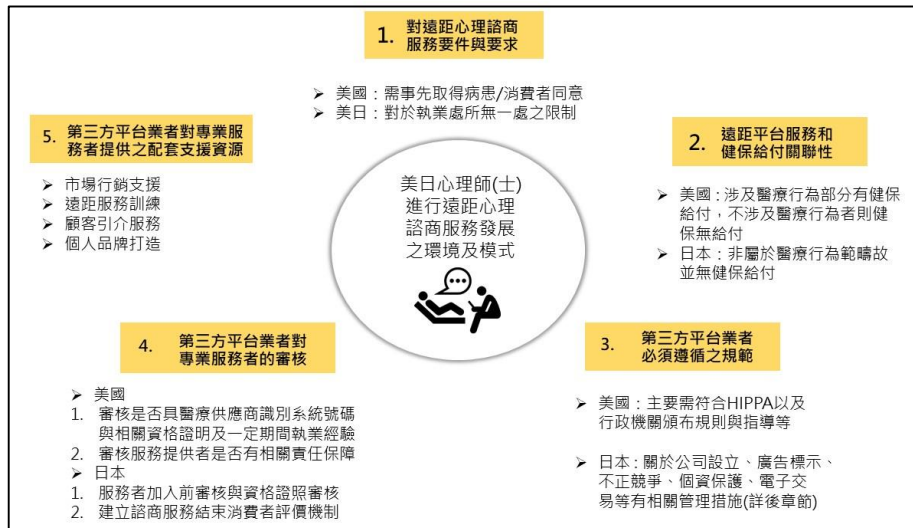 1. 對遠距心理諮商
服務要件與要求
➢ 美國：需事先取得病患/消費者同意
➢ 美日：對於執業處所無一處之限制
2. 遠距平台服務和
健保給付關聯性
➢ 美國：涉及醫療行為部分有健保
給付，不涉及醫療行為者則健
保無給付
➢ 日本：非屬於醫療行為範疇故
並無健保給付
3. 第三方平台業者
必須遵循之規範
➢ 美國：主要需符合HIPPA以及
行政機關頒布規則與指導等
➢ 日本：關於公司設立、廣告標示、
不正競爭、個資保護、電子交
易等有相關管理措施(詳後章節)
4. 第三方平台業者對
專業服務者的審核
➢ 美國
1. 審核是否具醫療供應商識別系統號碼
與相關資格證明及一定期間執業經驗
2. 審核服務提供者是否有相關責任保障
➢ 日本
1. 服務者加入前審核與資格證照審核
2. 建立諮商服務結束消費者評價機制
5. 第三方平台業者對專業服
務者提供之配套支援資源
➢ 市場行銷支援
➢ 遠距服務訓練
➢ 顧客引介服務
➢ 個人品牌打造
美日心理師(士)
進行遠距心理
諮商服務發展
之環境及模式